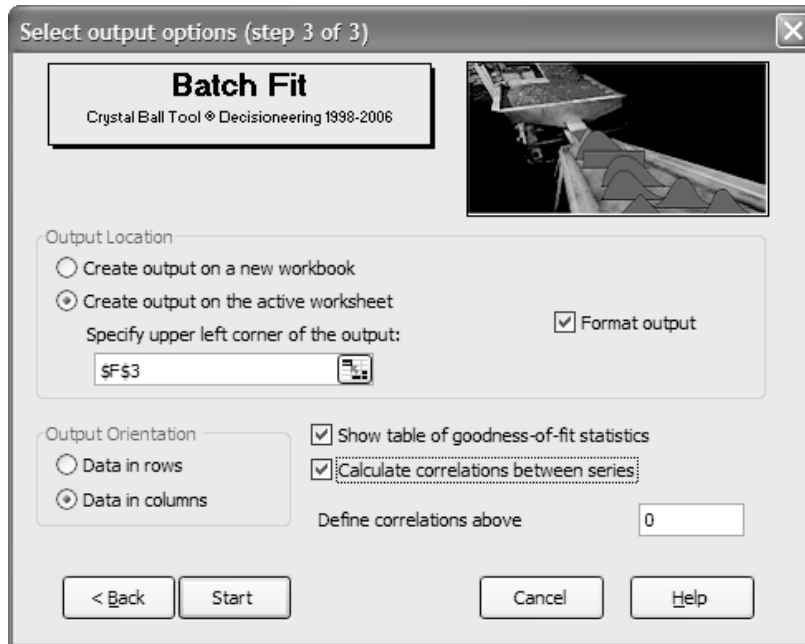 Select output options (step 3 of 3)
Batch Fit
Crystal Ball Tool ® Decisioneering 1998-2006
Output Location
Create output on a new workbook
Create output on the active worksheet
Specify upper left corner of the output:
Format output
$F$3
Output Orientation
Data in rows
Data in columns
Show table of goodness-of-fit statistics
Calculate correlations between series
Define correlations above
0
< Back
Start
Cancel
Help